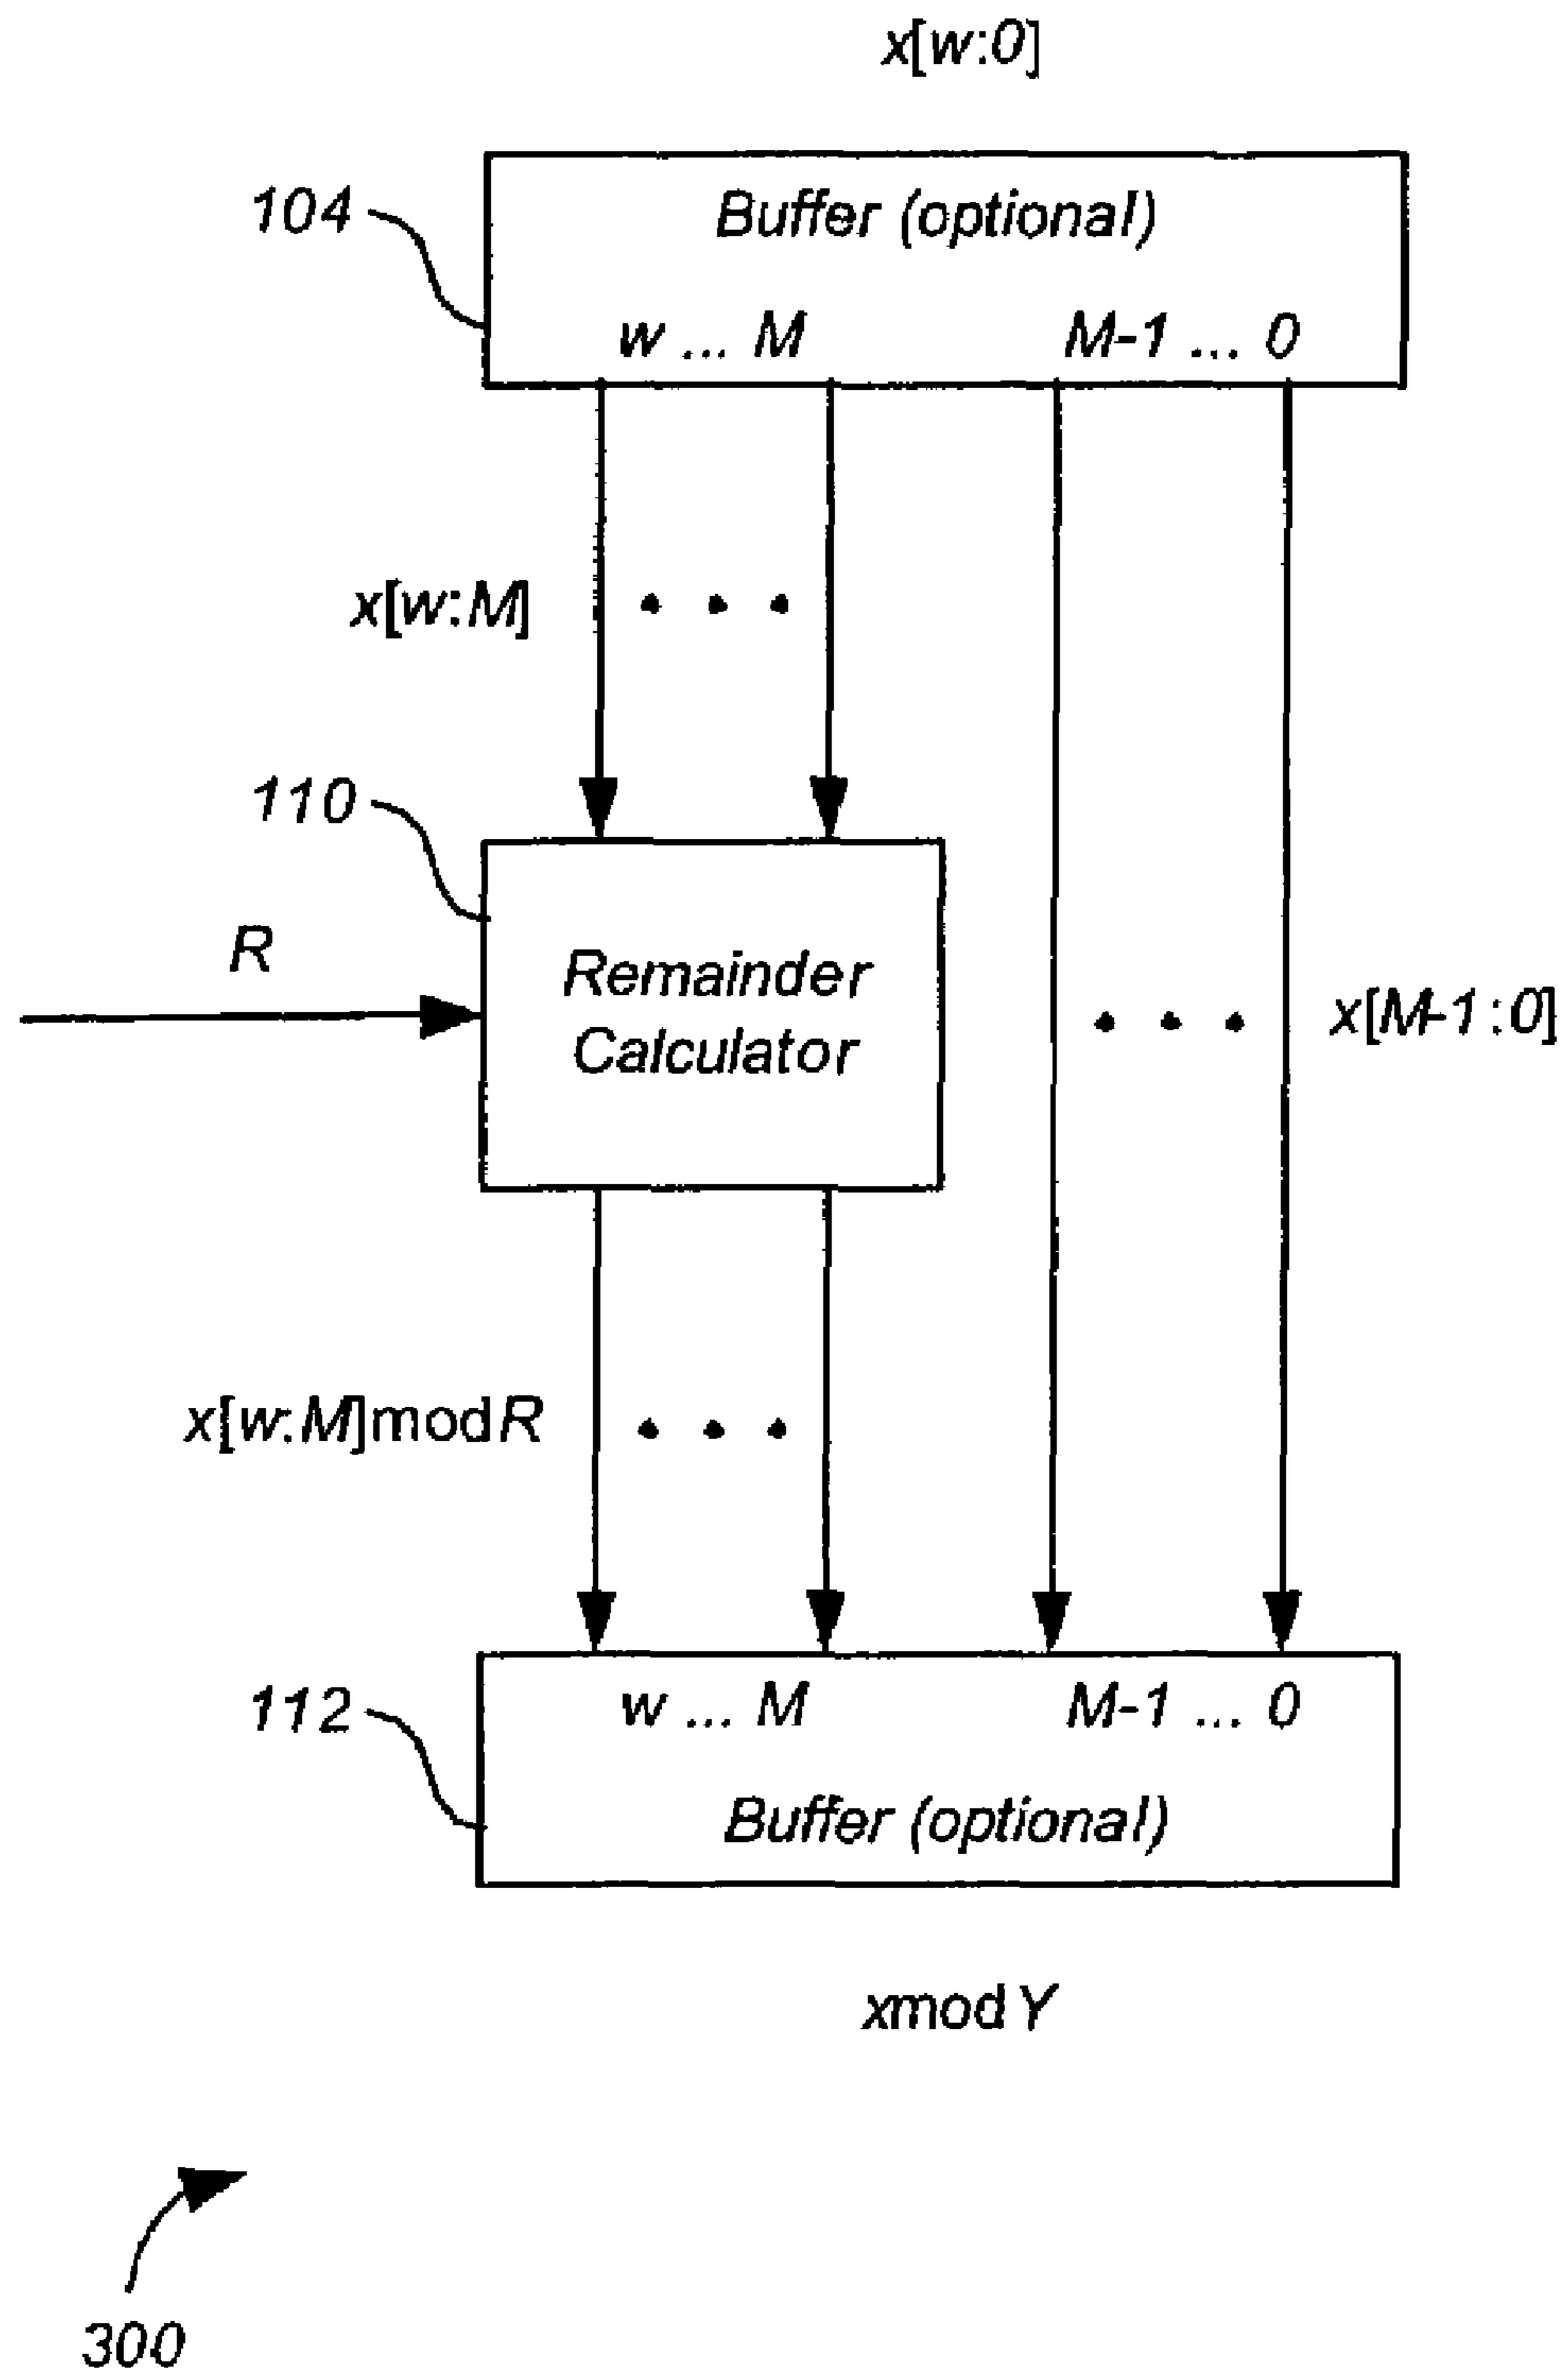 x[w:0]
104
Buffer (optional)
w ... M
M-1 ... 0
x[w:M]
110
R
Remainder
Calculator
x[M-1:0]
x[w:M]modR
112
w ... M
M-1 ... 0
Buffer (optional)
xmodY
300